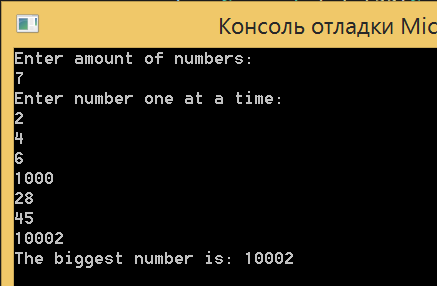 Консоль отладки Mic
Enter amount of numbers:
7
Enter number one at a time:
2
4
6
1000
28
45
10002
The biggest number is: 10002